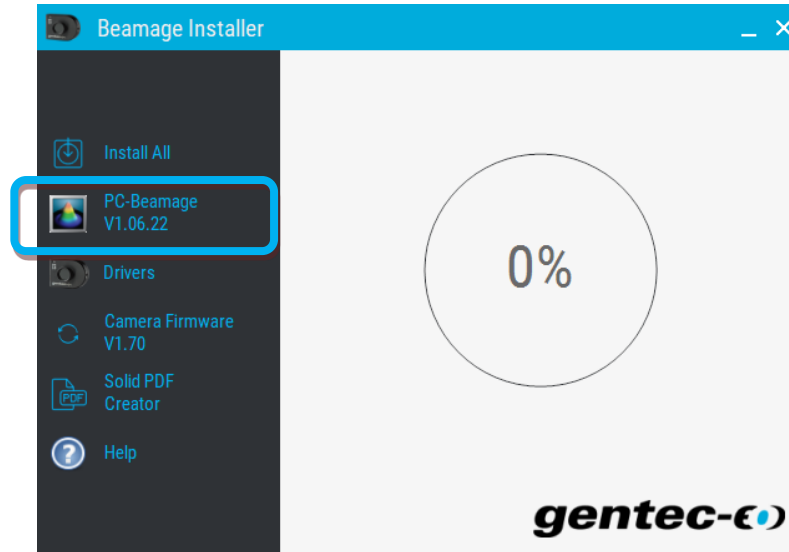 Beamage Installer
Install All
PC-Beamage
V1.06.22
Drivers
Camera Firmware
V1.70
Solid PDF
Creator
PDF
Help
0%
gentec-EO